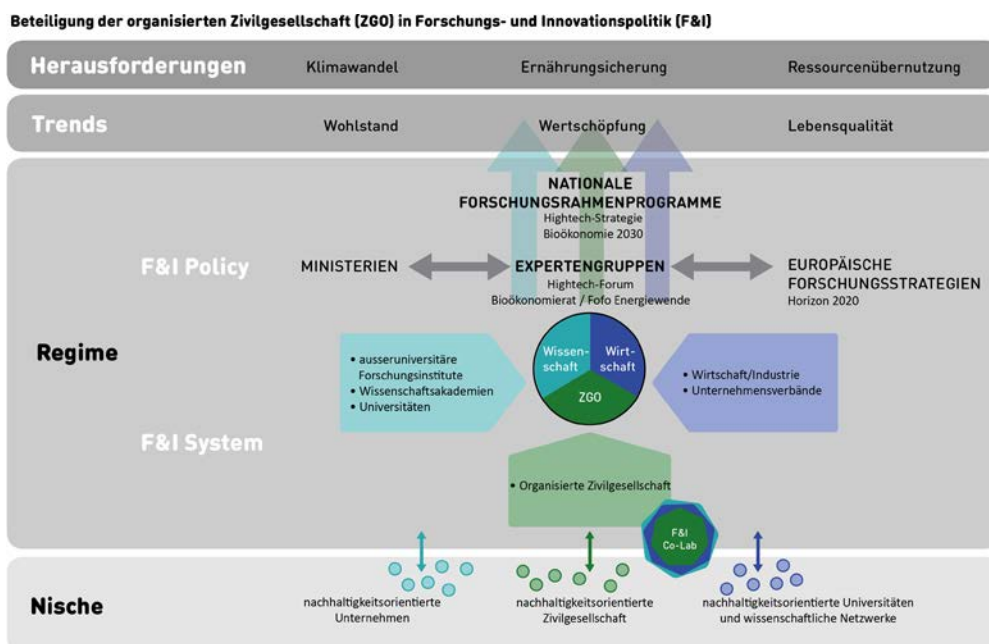 Beteiligung der organisierten Zivilgesellschaft (ZGO) in Forschungs- und Innovationspolitik (F&I)
Herausforderungen
Klimawandel
Ernährungsicherung
Ressourcenübernutzung
Trends
Wohlstand
Wertschöpfung
Lebensqualität
NATIONALE
FORSCHUNGSRAHMENPROGRAMME
Hightech-Strategie
Bioökonomie 2030
F&I Policy
MINISTERIEN
EXPERTENGRUPPEN
Hightech-Forum
Bioökonomierat / Fofo Energiewende
EUROPÄISCHE
FORSCHUNGSSTRATEGIEN
Horizon 2020
Regime
• ausseruniversitäre
Forschungsinstitute
• Wissenschaftsakademien
• Universitäten
Wissen-
schaft
Wirt-
schaft
ZGO
• Wirtschaft/Industrie
• Unternehmensverbände
F&I System
• Organisierte Zivilgesellschaft
F&I
Co-Lab
Nische
nachhaltigkeitsorientierte
Unternehmen
nachhaltigkeitsorientierte
Zivilgesellschaft
nachhaltigkeitsorientierte Universitäten
und wissenschaftliche Netzwerke